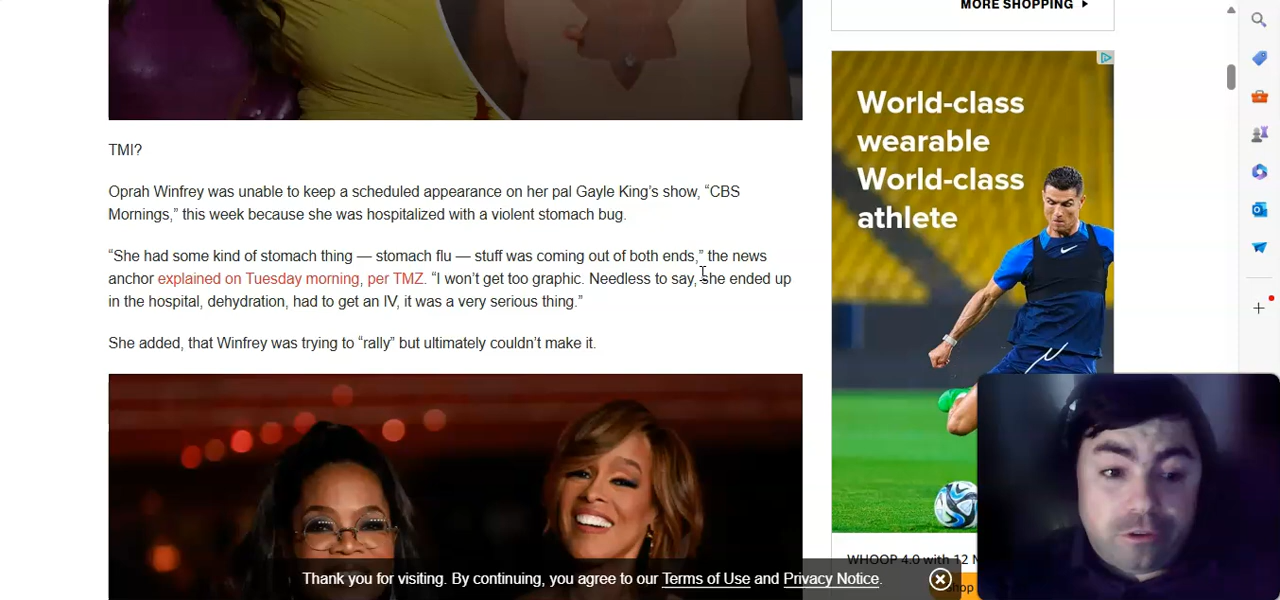 MORE SHOPPING
World-class
wearable
World-class
athlete
TMI?
Oprah Winfrey was unable to keep a scheduled appearance on her pal Gayle King’s show, “CBS
Mornings,” this week because she was hospitalized with a violent stomach bug.
“She had some kind of stomach thing — stomach flu — stuff was coming out of both ends,” the news
anchor explained on Tuesday morning, per TMZ. “I won’t get too graphic. Needless to say, she ended up
in the hospital, dehydration, had to get an IV, it was a very serious thing.”
She added, that Winfrey was trying to “rally” but ultimately couldn’t make it.
WHOOP 4.0 with 12
Thank you for visiting. By continuing, you agree to our Terms of Use and Privacy Notice.